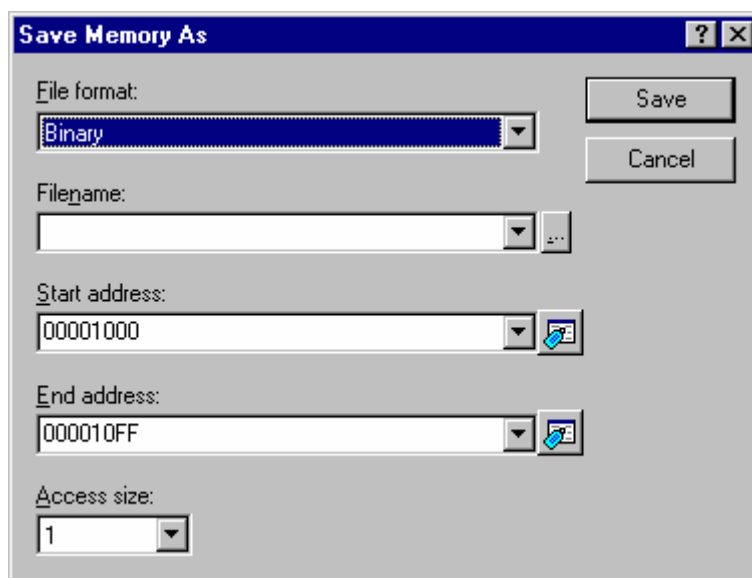 Save Memory As
File format:
Save
Binary
Cancel
Filename:
...
Start address:
00001000
End address:
000010FF
Access size:
1